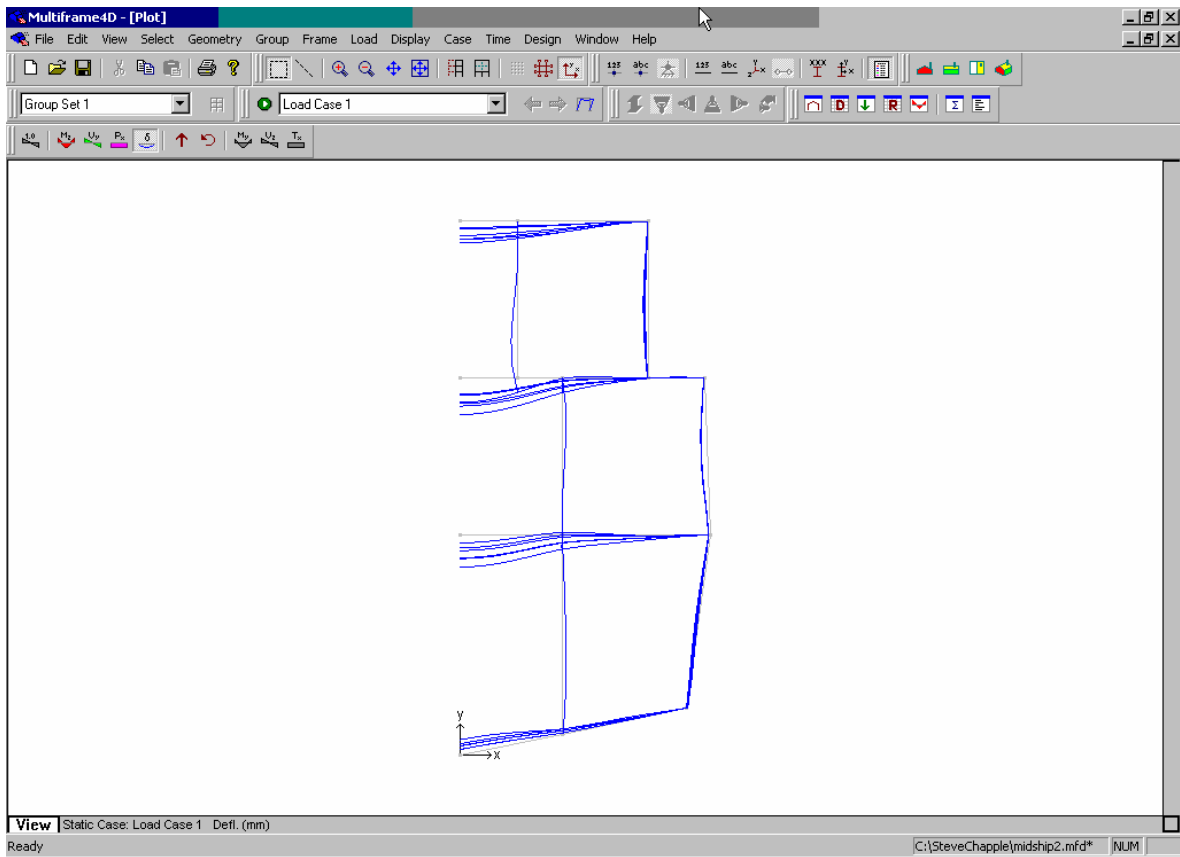 Multiframe4D - [Plot]
File Edit View Select Geometry Group Frame Load Display Case Time Design Window Help
Group Set 1
Load Case 1
y
x
View Static Case: Load Case 1 Defl. (mm)
Ready C:\SteveChapple\midship2.mfd* NUM